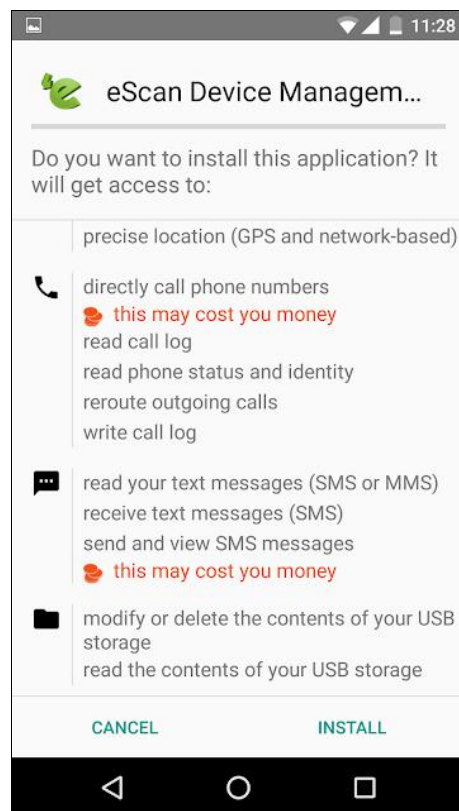 11:28
eScan Device Managem...
Do you want to install this application? It
will get access to:
precise location (GPS and network-based)
directly call phone numbers
this may cost you money
read call log
read phone status and identity
reroute outgoing calls
write call log
read your text messages (SMS or MMS)
receive text messages (SMS)
send and view SMS messages
this may cost you money
modify or delete the contents of your USB
storage
read the contents of your USB storage
CANCEL INSTALL